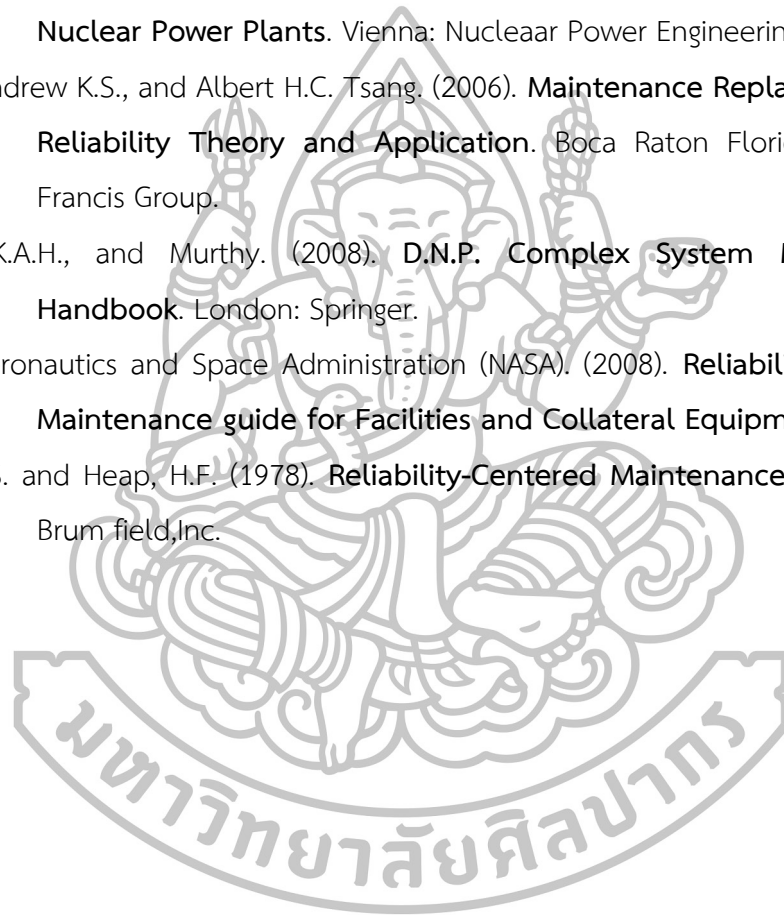 Nuclear Power Plants. Vienna: Nucleaar Power Engineerin
ndrew K.S., and Albert H.C. Tsang. (2006). Maintenance Repla
Reliability Theory and Application. Boca Raton Flori
Francis Group.
K.A.H., and Murthy. (2008). D.N.P. Complex System M
Handbook. London: Springer.
ronautics and Space Administration (NASA). (2008). Reliabil
Maintenance guide for Facilities and Collateral Equipm
. and Heap, H.F. (1978). Reliability-Centered Maintenance
Brum field,Inc.
มหาวิทยาลัยศิลปากร